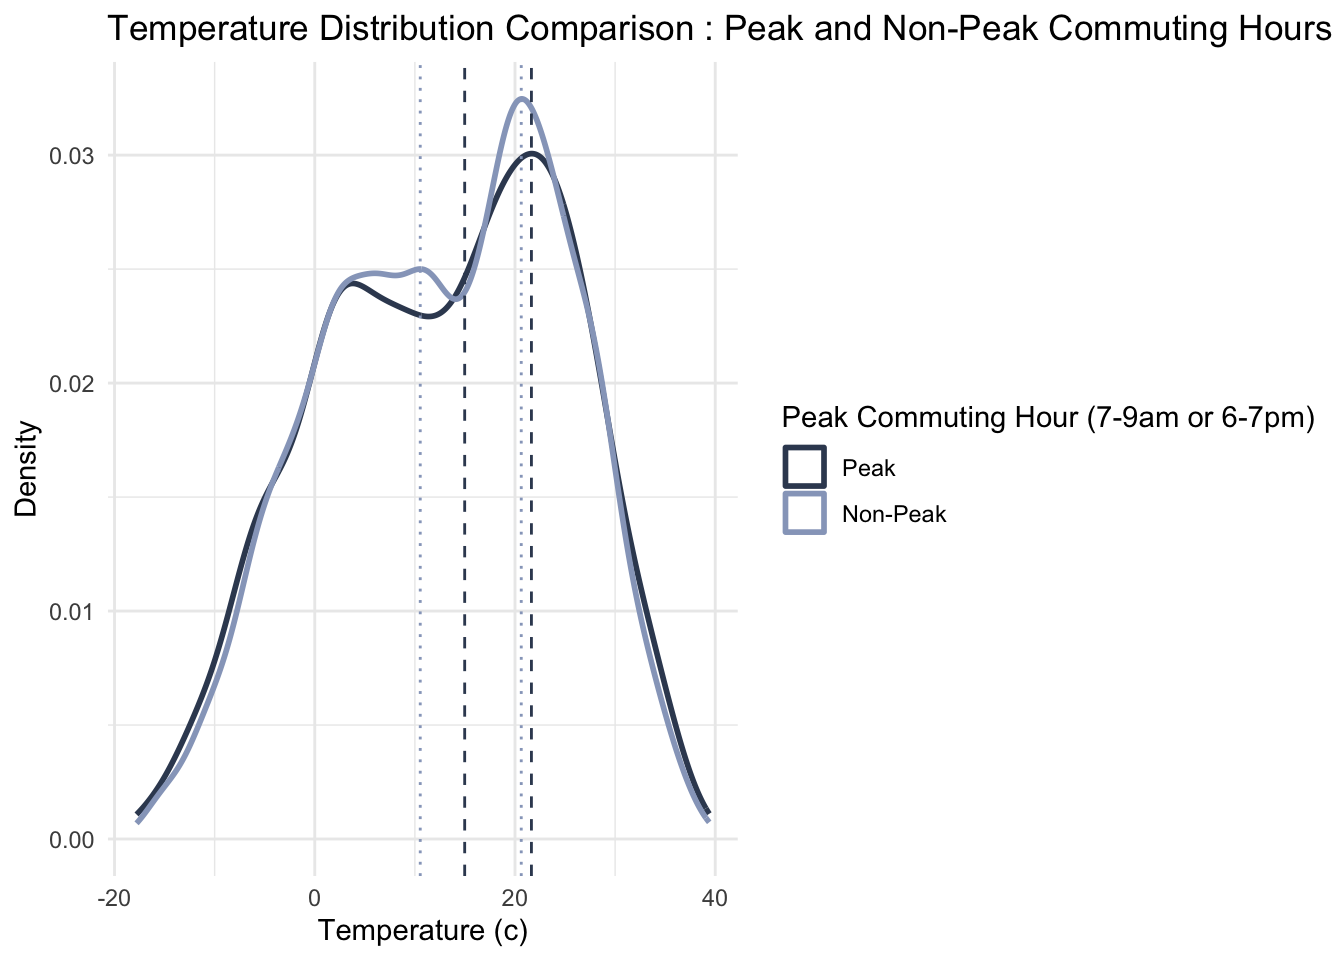 Temperature Distribution Comparison : Peak and Non-Peak Commuting Hours
0.03
0.02
0.01
0.00
Density
-20 0 20 40
Temperature (c)
Peak Commuting Hour (7-9am or 6-7pm)
Peak
Non-Peak